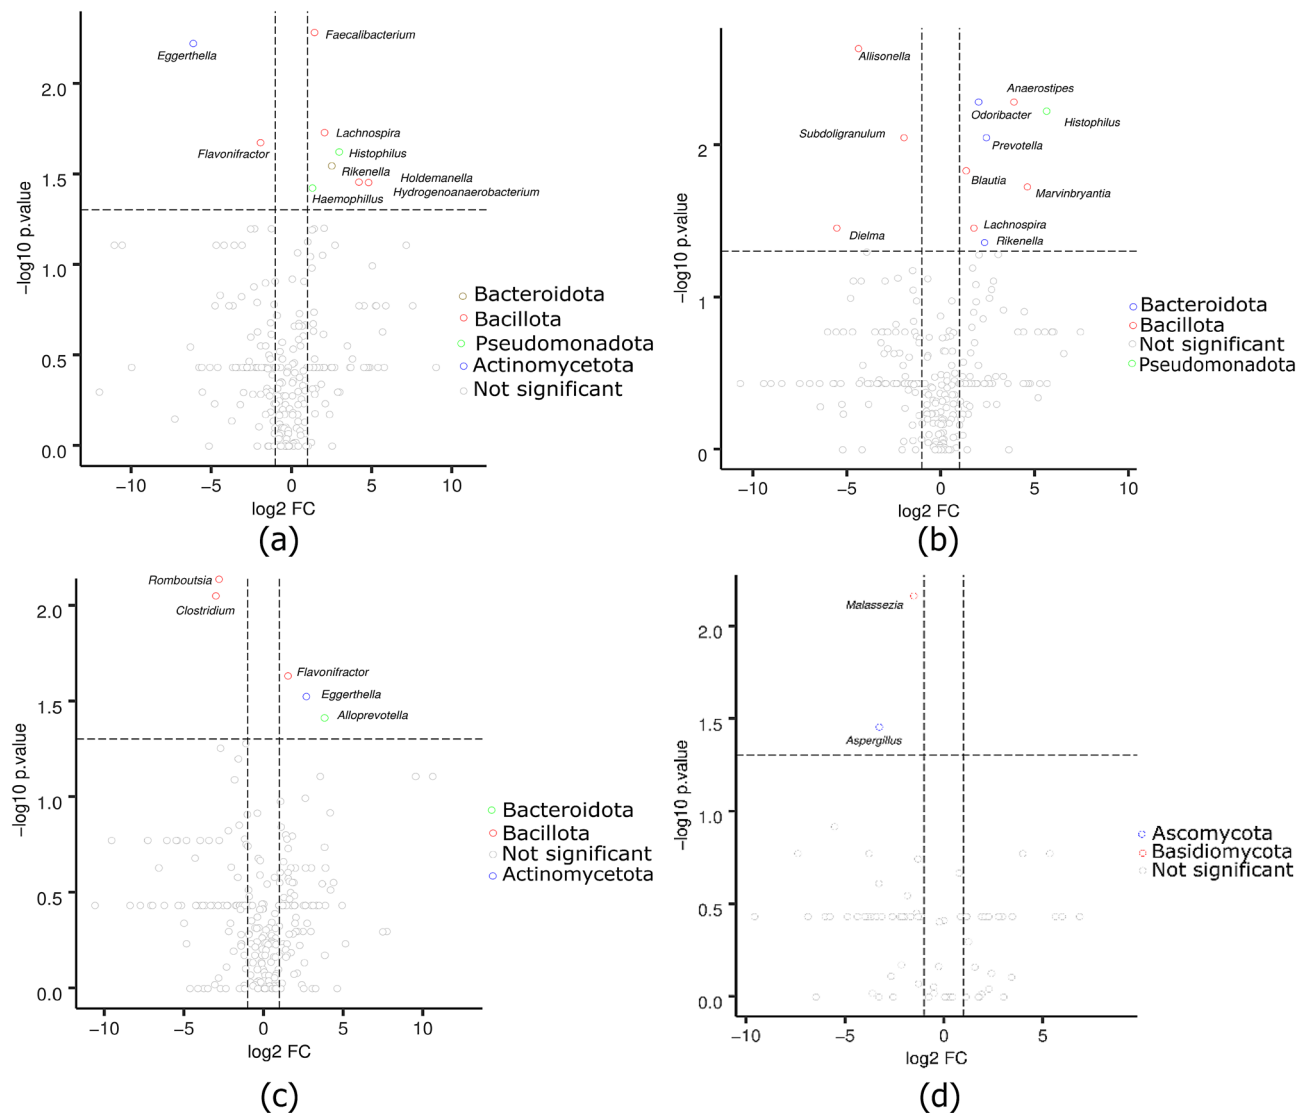 Faecalibacterium
Eggerthella
2.0
Lachnospira
Flavonifractor
Histophilus
Rikenella
Holdemanella
Hydrogenoanaerobacterium
Haemophillus
1.5
1.0
0.5
0.0
−log10 p.value
Bacteroidota
Bacillota
Pseudomonadota
Actinomycetota
Not significant
−10
−5
0
5
10
log2 FC
(a)
Allisonella
Anaerostipes
Odoribacter
Histophilus
Subdoligranulum
Prevotella
Blautia
Marvinbryantia
Dielma
Lachnospira
Rikenella
2
1
0
−log10 p.value
Bacteroidota
Bacillota
Not significant
Pseudomonadota
−10
−5
0
5
10
log2 FC
(b)
Romboutsia
Clostridium
Flavonifractor
Eggerthella
Alloprevotella
2.0
1.5
1.0
0.5
0.0
−log10 p.value
Bacteroidota
Bacillota
Not significant
Actinomycetota
−10
−5
0
5
10
log2 FC
(c)
Malassezia
Aspergillus
2.0
1.5
1.0
0.5
0.0
−log10 p.value
Ascomycota
Basidiomycota
Not significant
−10
−5
0
5
log2 FC
(d)